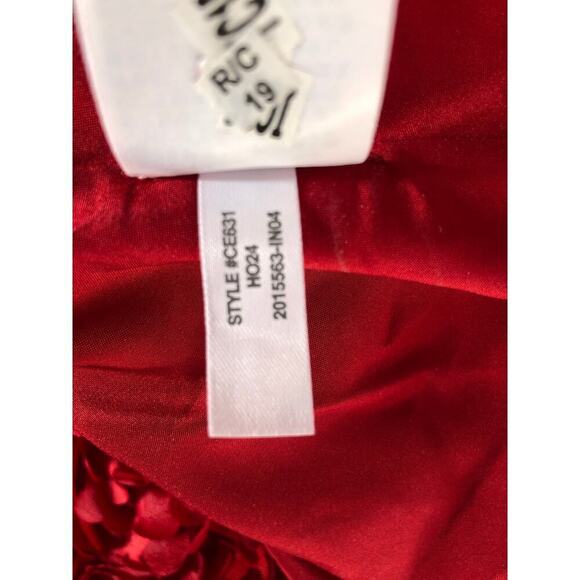 R/C
19
STYLE #CE631
HO24
2015563-IN04